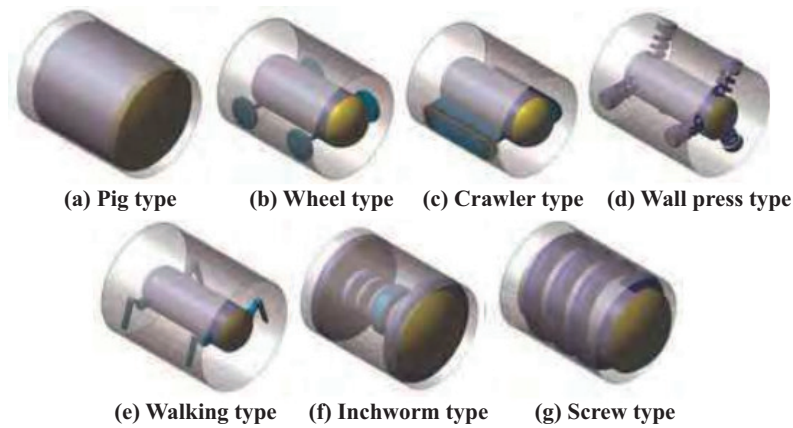 (a) Pig type (b) Wheel type (c) Crawler type (d) Wall press type
(e) Walking type (f) Inchworm type (g) Screw type